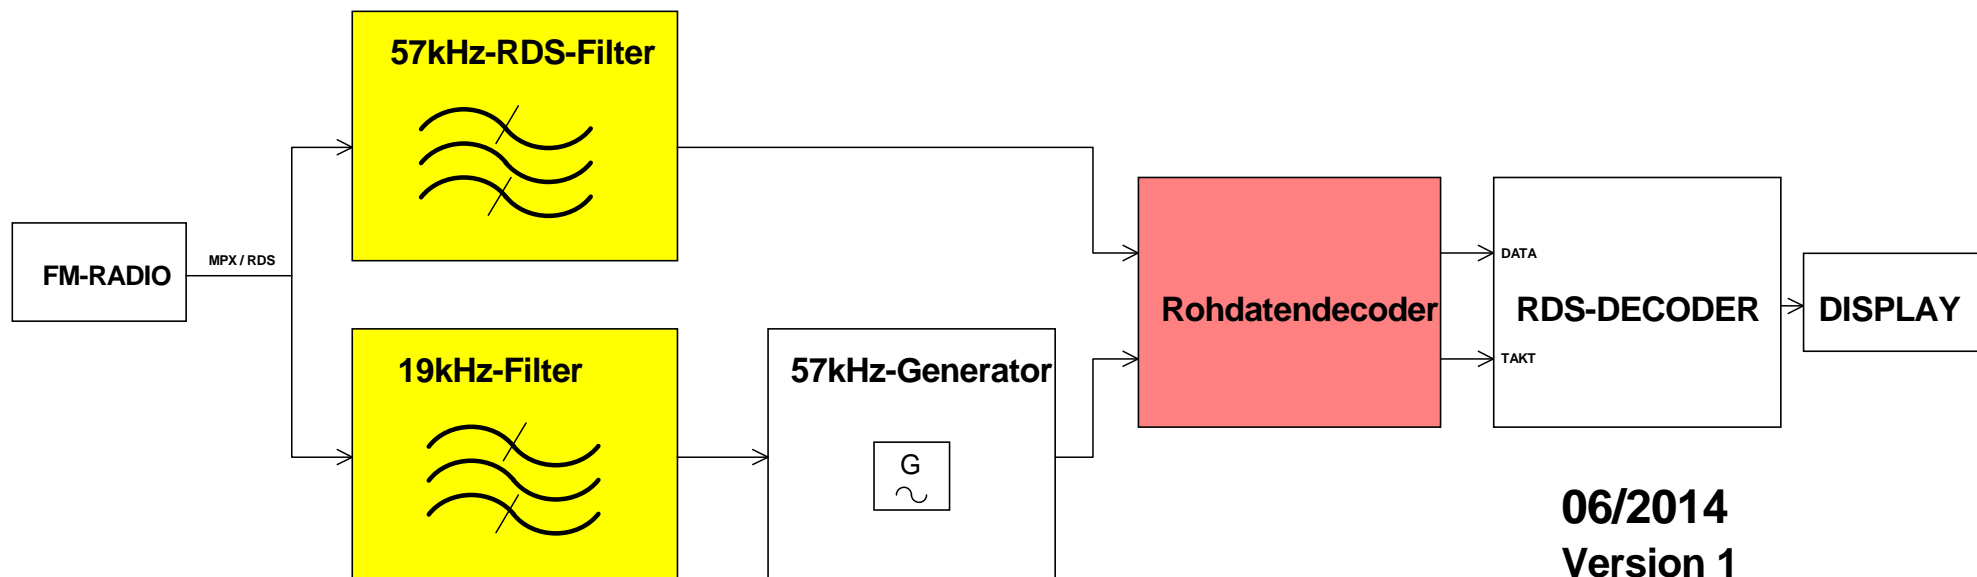 57kHz-RDS-Filter
FM-RADIO
MPX / RDS
19kHz-Filter
57kHz-Generator
G
Rohdatendecoder
DATA
RDS-DECODER
TAKT
DISPLAY
06/2014
Version 1